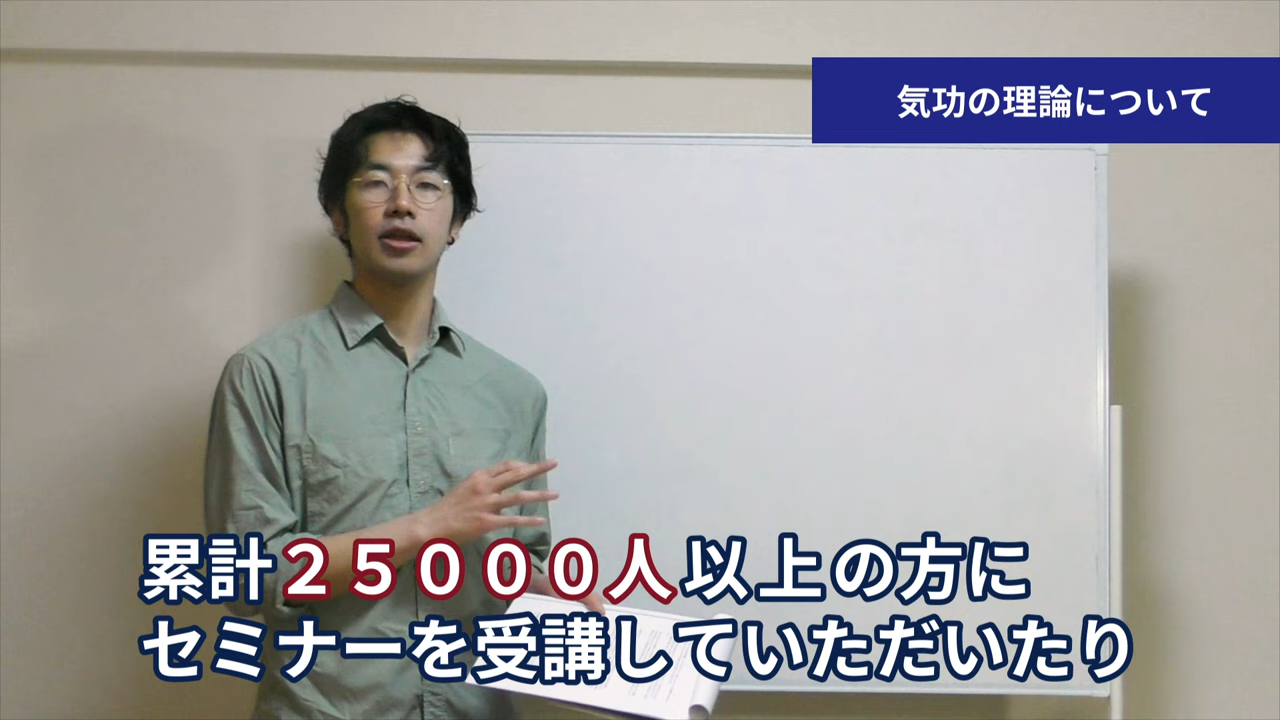 気功の理論について
累計２５０００人以上の方に
セミナーを受講していただいたり